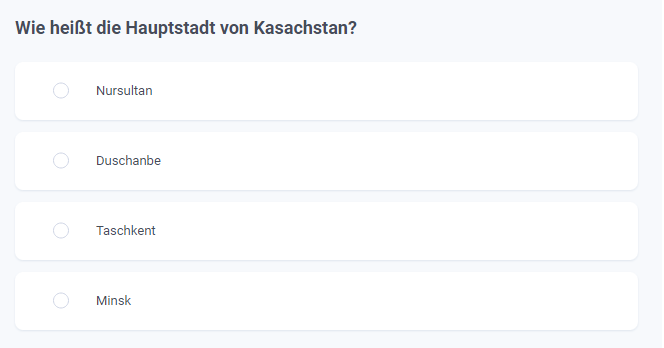 Wie heißt die Hauptstadt von Kasachstan?
Nursultan
Duschanbe
Taschkent
Minsk